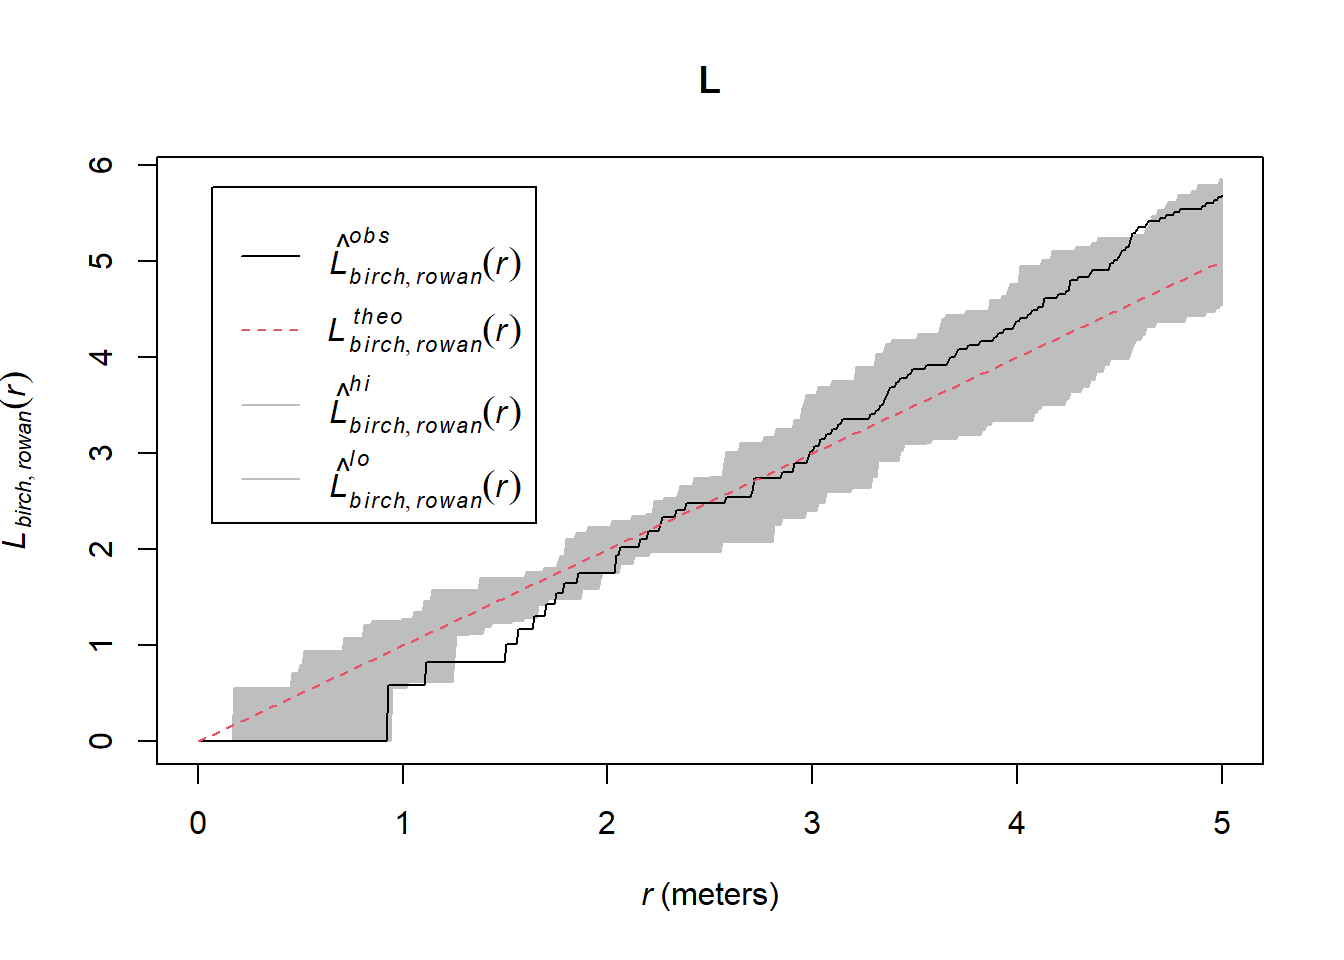 L
L birch, rowan(r)
6
5
4
3
2
1
0
L̂ obs birch, rowan(r)
L theo birch, rowan(r)
L̂ hi birch, rowan(r)
L̂ lo birch, rowan(r)
0 1 2 3 4 5
r (meters)